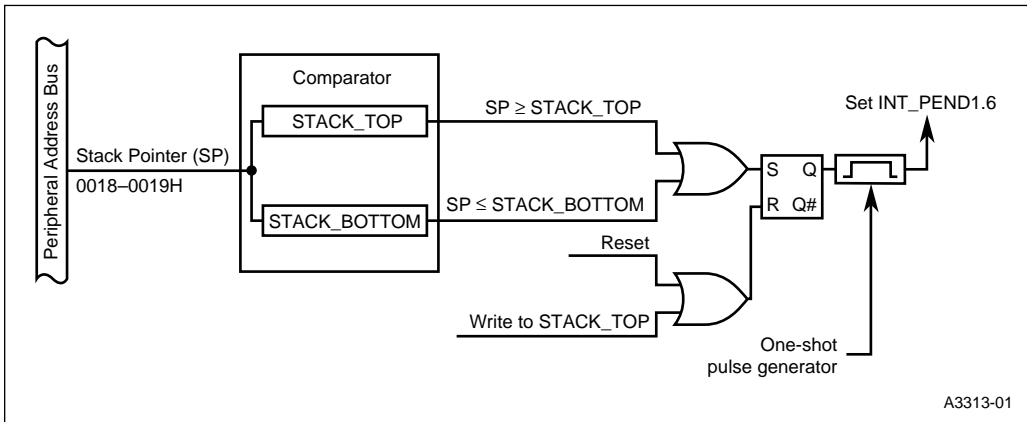 Peripheral Address Bus
Stack Pointer (SP)
0018–0019H
Comparator
STACK_TOP
STACK_BOTTOM
SP ≥ STACK_TOP
SP ≤ STACK_BOTTOM
Reset
Write to STACK_TOP
S Q
R Q#
Set INT_PEND1.6
One-shot
pulse generator
A3313-01